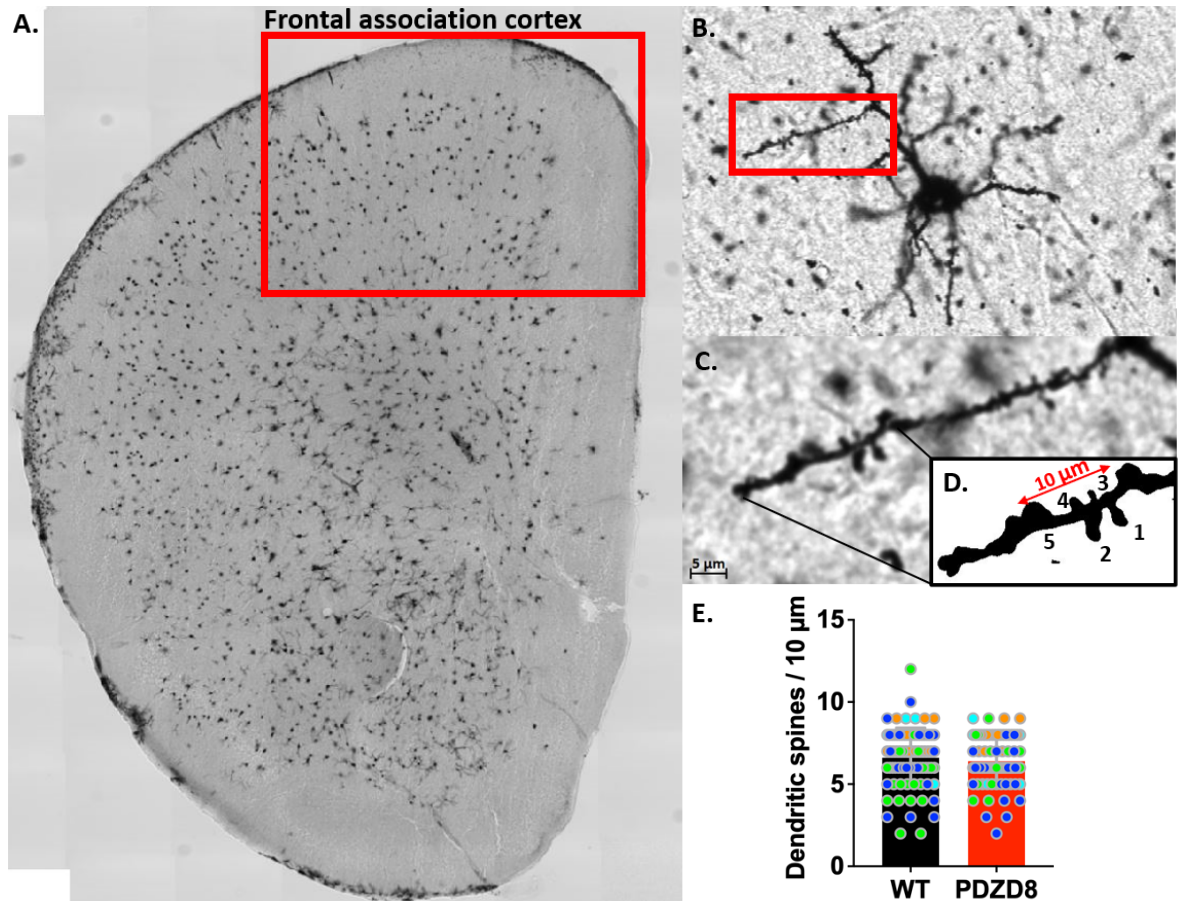 A.
Frontal association cortex
B.
C.
5 µm
D.
10 µm
3
4
1
5
2
E.
Dendritic spines / 10 µm
15
10
5
0
WT
PDZD8